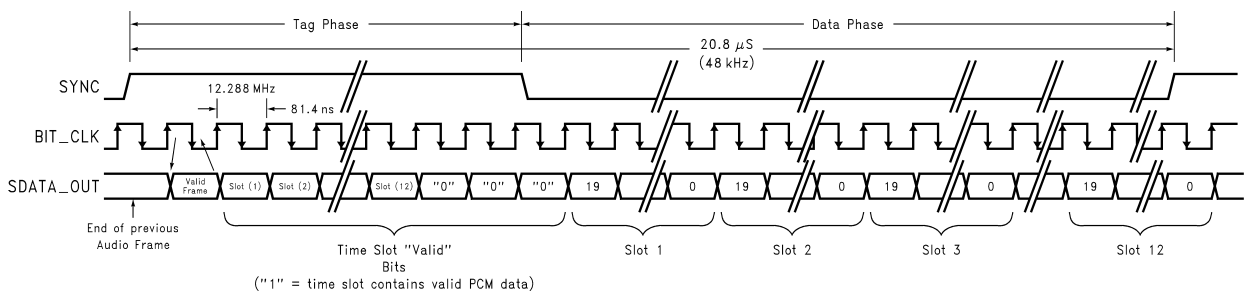 Tag Phase
Data Phase
20.8 μS
(48 kHz)
SYNC
12.288 MHz
81.4 ns
BIT_CLK
SDATA_OUT
Valid
Frame
Slot (1)
Slot (2)
Slot (12)
"0"
"0"
"0"
19
0
19
0
19
0
19
0
End of previous
Audio Frame
Time Slot "Valid"
Bits
("1" = time slot contains valid PCM data)
Slot 1
Slot 2
Slot 3
Slot 12